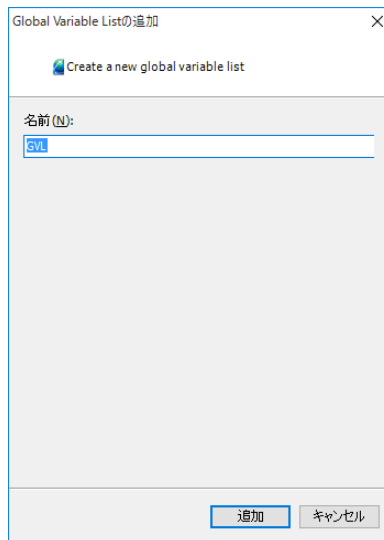 Global Variable Listの追加
Create a new global variable list
名前(N):
GVL
追加
キャンセル